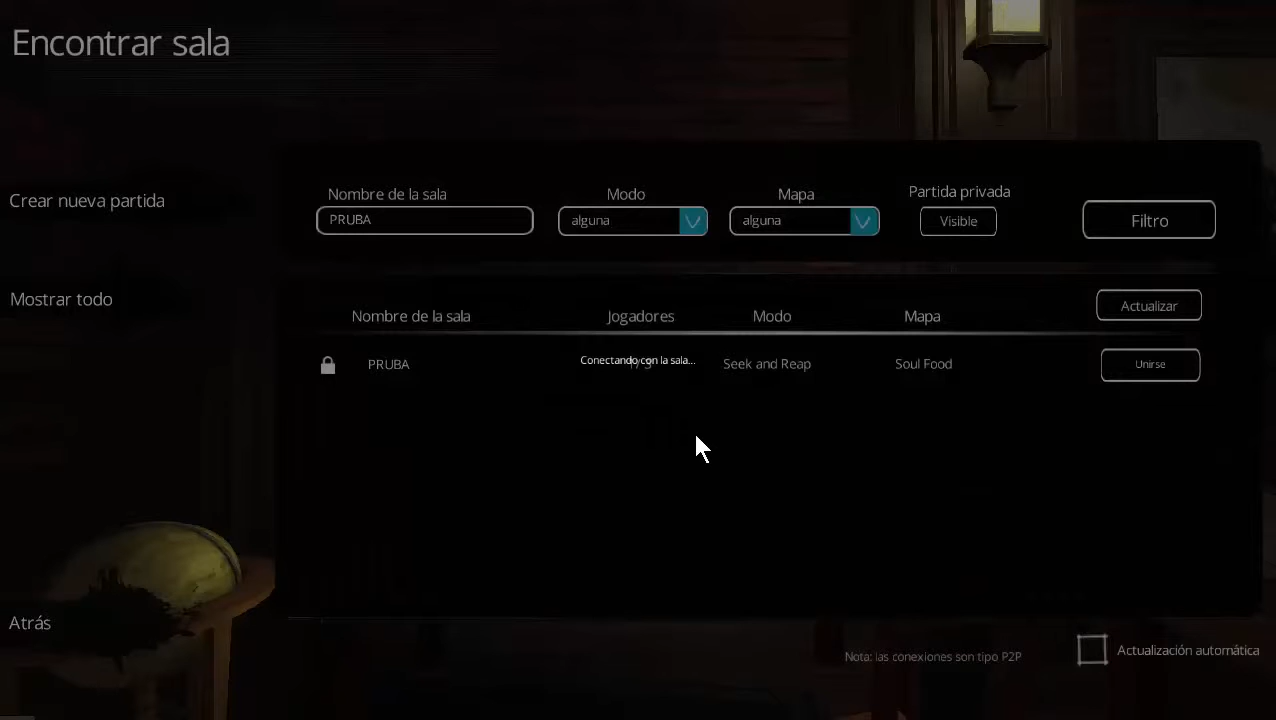 Encontrar sala
Crear nueva partida
Mostrar todo
Atrás
Nombre de la sala
Modo
Mapa
Partida privada
PRUBA
alguna
alguna
Visible
Filtro
Actualizar
Nombre de la sala
Jogadores
Modo
Mapa
PRUBA
Conectando con la sala...
Seek and Reap
Soul Food
Unirse
Nota: las conexiones son tipo P2P
Actualización automática